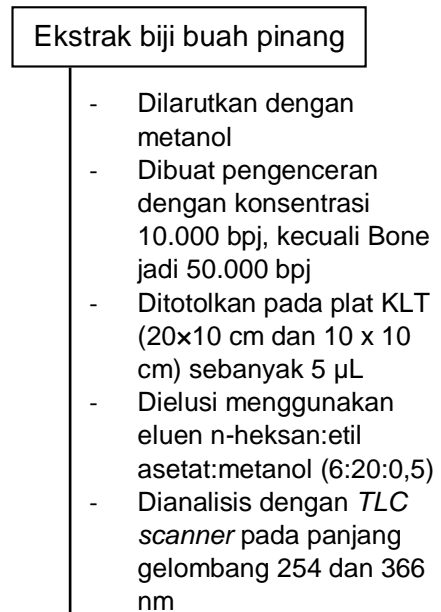 Ekstrak biji buah pinang
- Dilarutkan dengan
metanol
- Dibuat pengenceran
dengan konsentrasi
10.000 bpj, kecuali Bone
jadi 50.000 bpj
- Ditotolkan pada plat KLT
(20×10 cm dan 10 x 10
cm) sebanyak 5 µL
- Dielusi menggunakan
eluen n-heksan:etil
asetat:metanol (6:20:0,5)
- Dianalisis dengan TLC
scanner pada panjang
gelombang 254 dan 366
nm